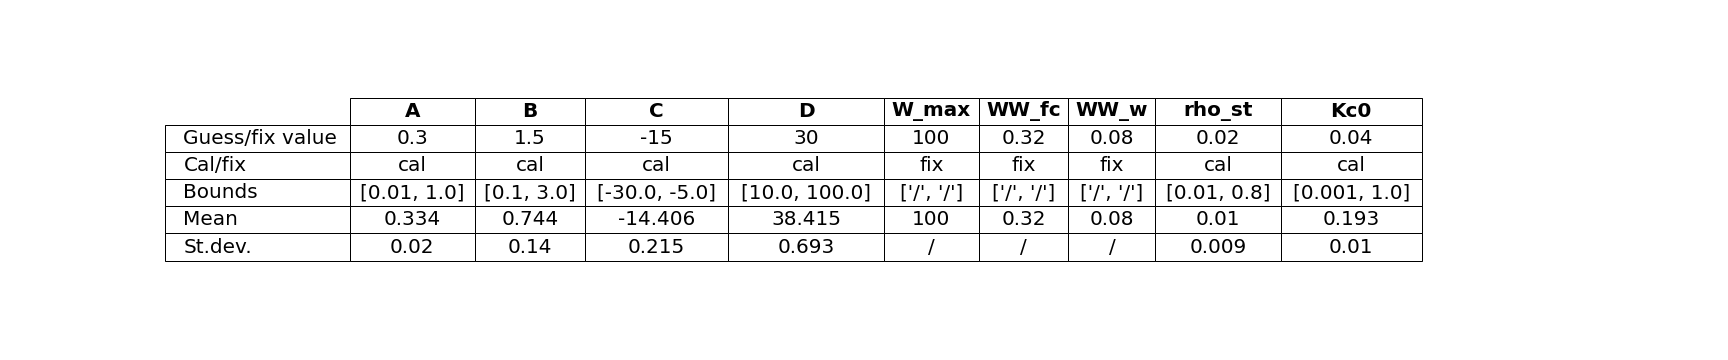 A B C D W_max WW_fc WW_w rho_st Kc0
Guess/fix value 0.3 1.5 -15 30 100 0.32 0.08 0.02 0.04
Cal/fix cal cal cal cal fix fix fix cal cal
Bounds [0.01, 1.0] [0.1, 3.0] [-30.0, -5.0] [10.0, 100.0] ['/', '/'] ['/', '/'] ['/', '/'] [0.01, 0.8] [0.001, 1.0]
Mean 0.334 0.744 -14.406 38.415 100 0.32 0.08 0.01 0.193
St.dev. 0.02 0.14 0.215 0.693 / / / 0.009 0.01